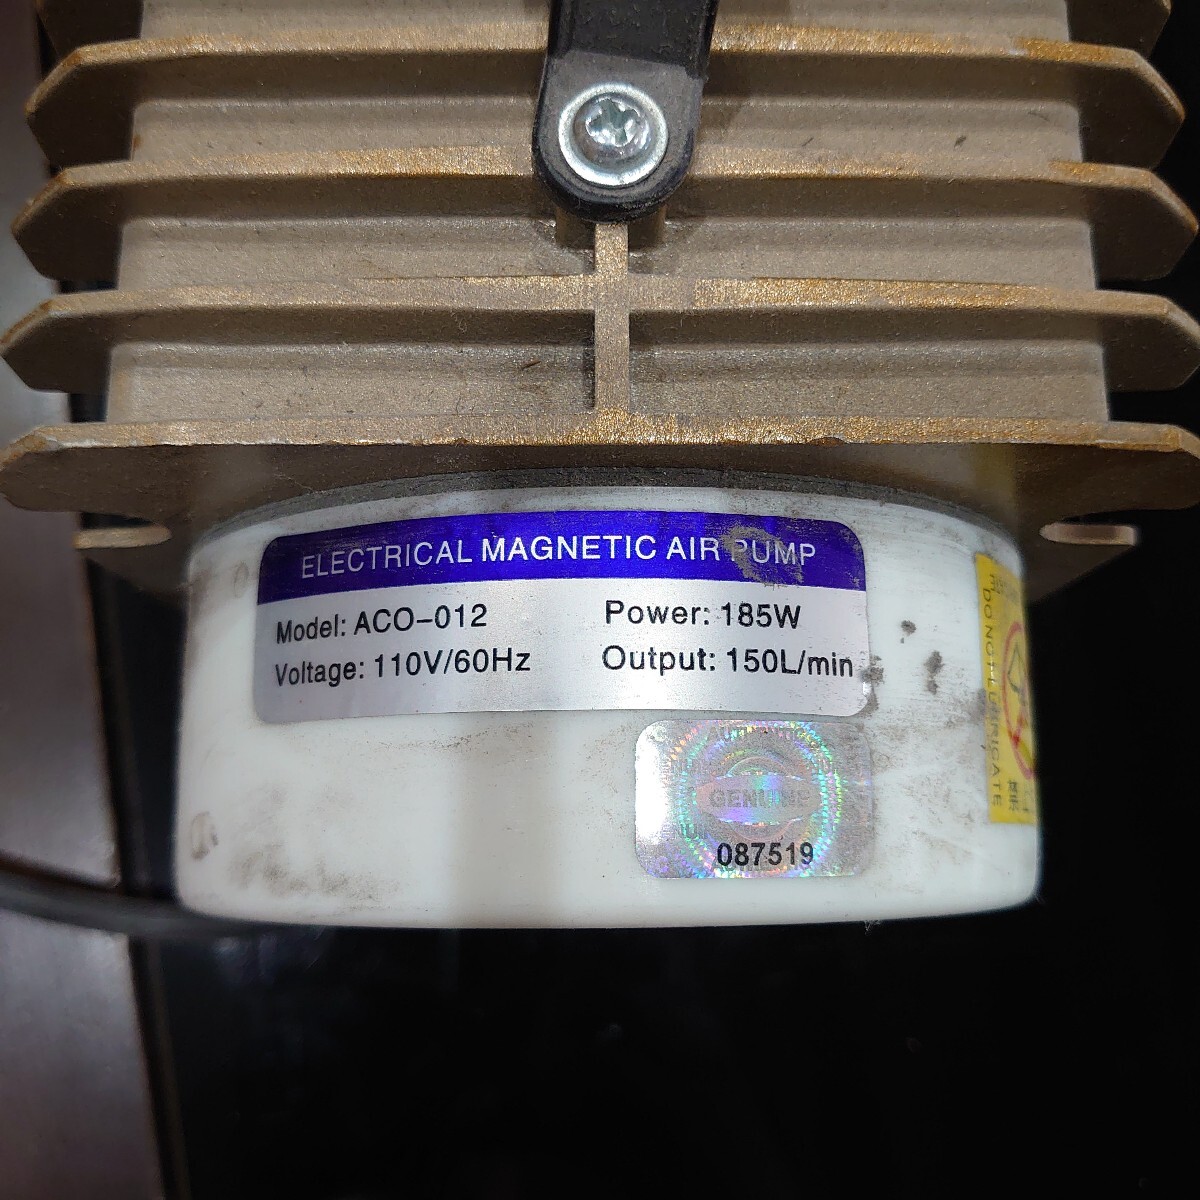 ELECTRICAL MAGNETIC AIR PUMP
Model: ACO-012
Power: 185W
Voltage: 110V/60Hz
Output: 150L/min
GENUINE
087519
DO NOT LUBRICATE